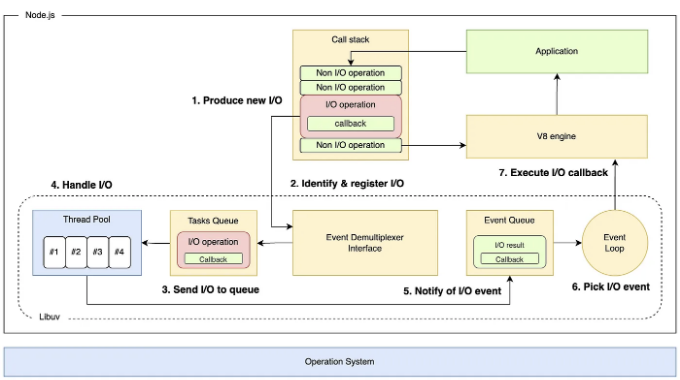 Node.js
Call stack
Application
Non I/O operation
Non I/O operation
1. Produce new I/O
I/O operation
callback
V8 engine
Non I/O operation
7. Execute I/O callback
4. Handle I/O
2. Identify & register I/O
Thread Pool
Tasks Queue
Event Queue
#1 #2 #3 #4
I/O operation
Callback
Event Demultiplexer
Interface
I/O result
Callback
Event
Loop
3. Send I/O to queue
5. Notify of I/O event
6. Pick I/O event
Libuv
Operation System